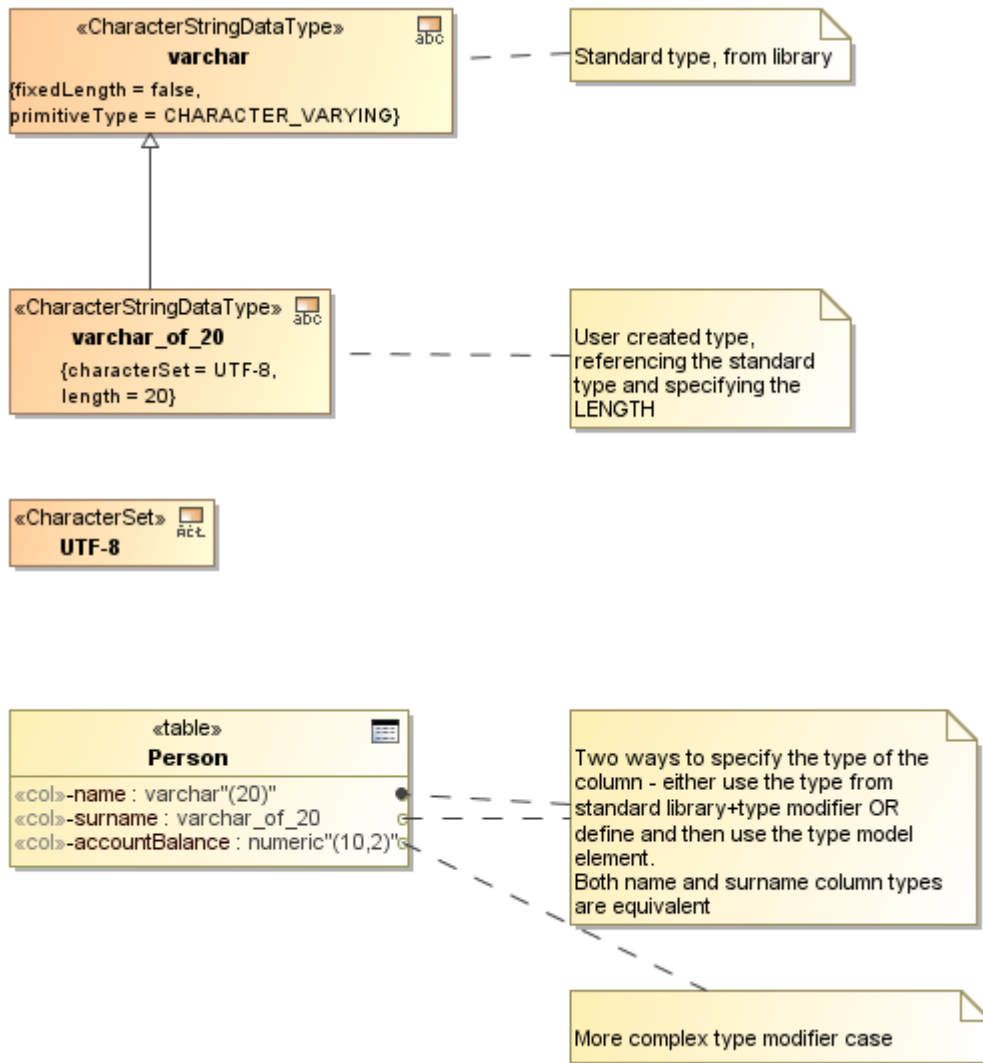 «CharacterStringDataType»
abc
varchar
{fixedLength = false,
primitiveType = CHARACTER_VARYING}
Standard type, from library
«CharacterStringDataType»
abc
varchar_of_20
{characterSet = UTF-8,
length = 20}
User created type,
referencing the standard
type and specifying the
LENGTH
«CharacterSet»
UTF-8
«table»
Person
«col»-name : varchar"(20)"
«col»-surname : varchar_of_20
«col»-accountBalance : numeric"(10,2)"
Two ways to specify the type of the
column - either use the type from
standard library+type modifier OR
define and then use the type model
element.
Both name and surname column types
are equivalent
More complex type modifier case